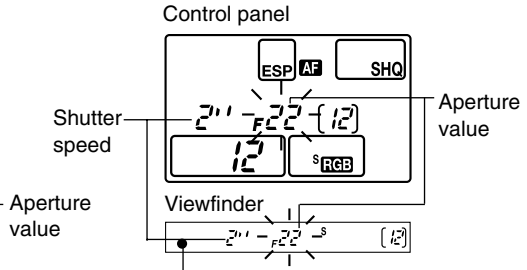 Control panel
ESP AF SHQ
Shutter speed
2'' F22 [12]
Aperture value
12 S RGB
Aperture value
Viewfinder
2'' F22 S [12]